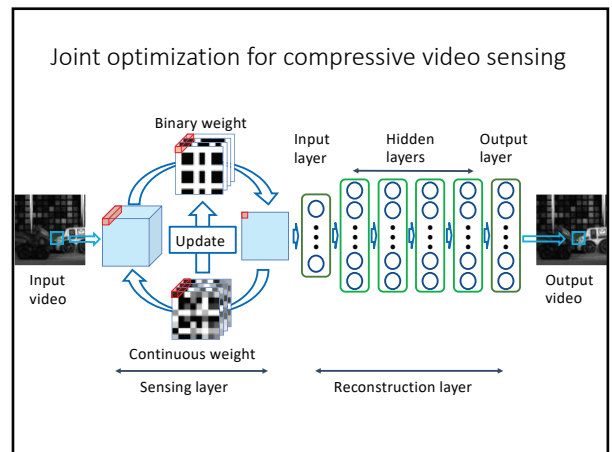 Joint optimization for compressive video sensing
Binary weight
Input
layer
Hidden
layers
Output
layer
Update
Input
video
Output
video
Continuous weight
Sensing layer
Reconstruction layer